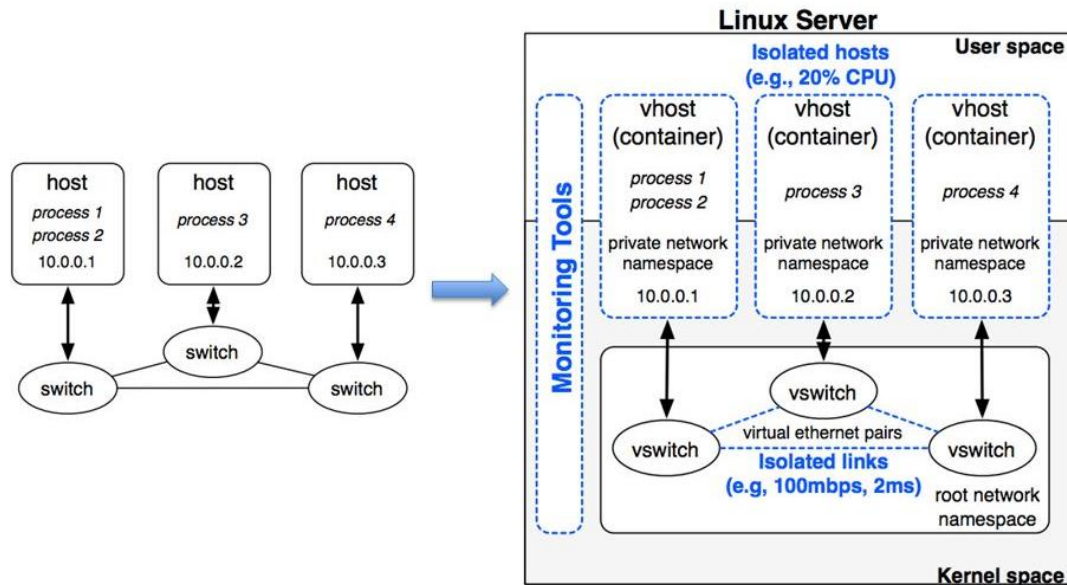 host
process 1
process 2
10.0.0.1
host
process 3
10.0.0.2
host
process 4
10.0.0.3
switch
switch
switch
Linux Server
User space
Isolated hosts
(e.g., 20% CPU)
Monitoring Tools
vhost
(container)
process 1
process 2
private network
namespace
10.0.0.1
vhost
(container)
process 3
private network
namespace
10.0.0.2
vhost
(container)
process 4
private network
namespace
10.0.0.3
vswitch
virtual ethernet pairs
vswitch
vswitch
Isolated links
(e.g, 100mbps, 2ms)
root network
namespace
Kernel space